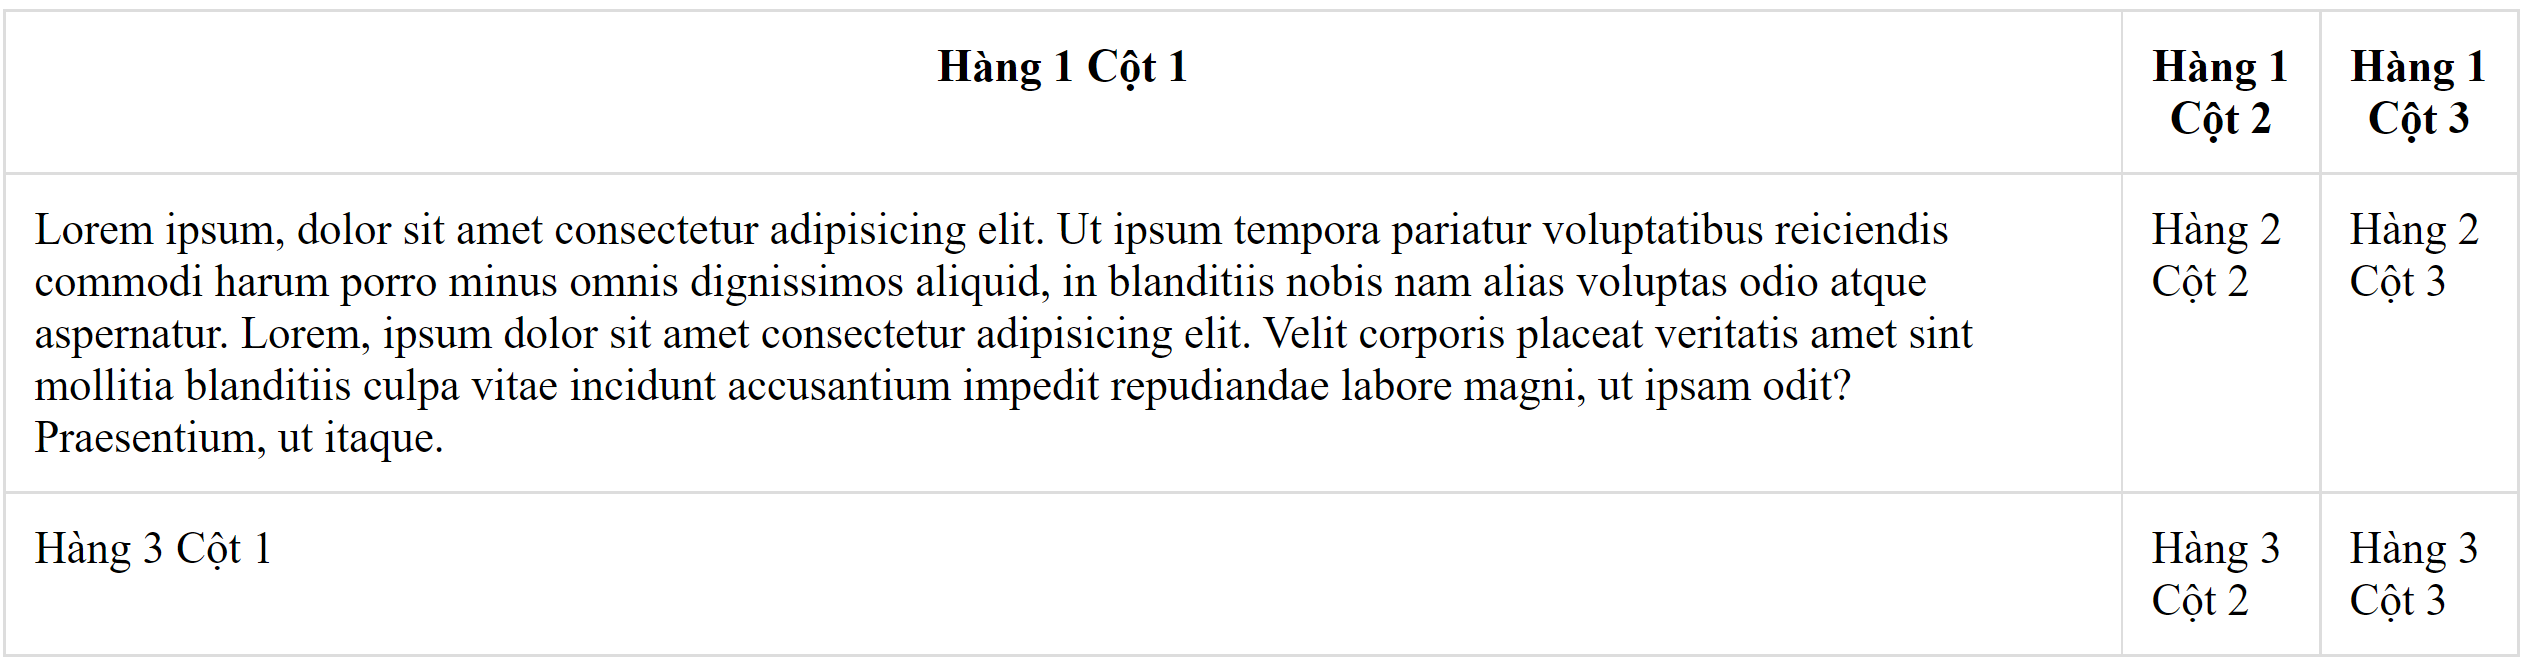 Hàng 1 Cột 1
Hàng 1
Cột 2
Hàng 1
Cột 3
Lorem ipsum, dolor sit amet consectetur adipisicing elit. Ut ipsum tempora pariatur voluptatibus reiciendis
commodi harum porro minus omnis dignissimos aliquid, in blanditiis nobis nam alias voluptas odio atque
aspernatur. Lorem, ipsum dolor sit amet consectetur adipisicing elit. Velit corporis placeat veritatis amet sint
mollitia blanditiis culpa vitae incidunt accusantium impedit repudiandae labore magni, ut ipsam odit?
Praesentium, ut itaque.
Hàng 2
Cột 2
Hàng 2
Cột 3
Hàng 3 Cột 1
Hàng 3
Cột 2
Hàng 3
Cột 3